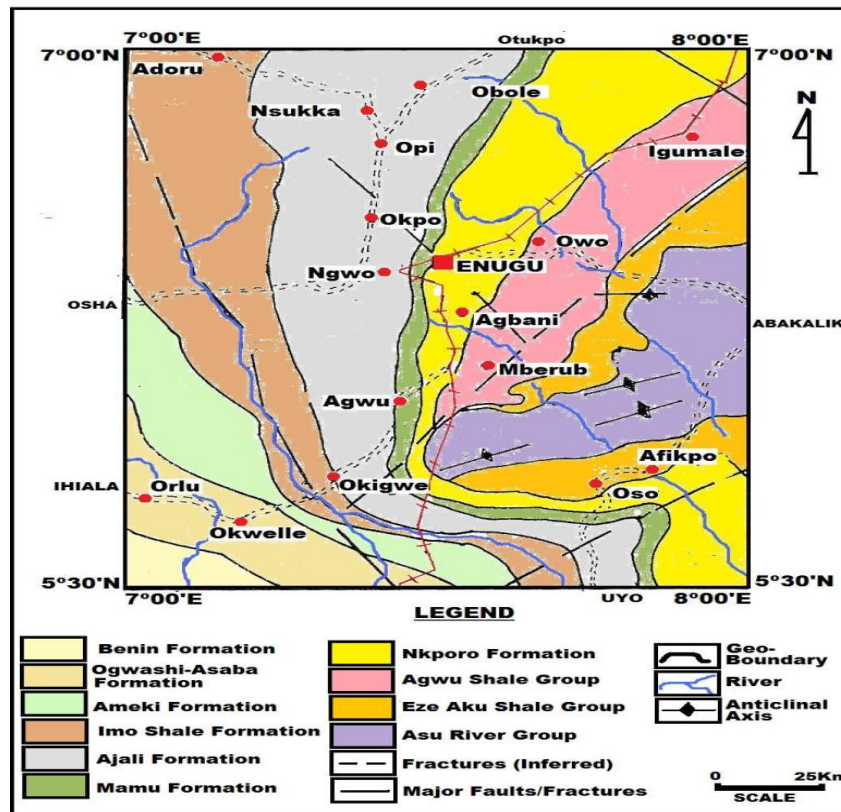 7°00'E
Otukpo
8°00'E
7°00'N
7°00'N
Adoru
Obole
Nsukka
N
Opi
Igumale
Okpo
Owo
ENUGU
Ngwo
OSHA
Agbani
ABAKALIK
Mberub
Agwu
Afikpo
IHIALA
Orlu
Okigwe
Oso
Okwelle
5°30'N
5°30'N
7°00'E
UYO
8°00'E
LEGEND
Benin Formation
Ogwashi-Asaba
Formation
Ameki Formation
Imo Shale Formation
Ajali Formation
Mamu Formation
Nkporo Formation
Agwu Shale Group
Eze Aku Shale Group
Asu River Group
Fractures (Inferred)
Major Faults/Fractures
Geo-
Boundary
River
Anticlinal
Axis
0 25Km
SCALE